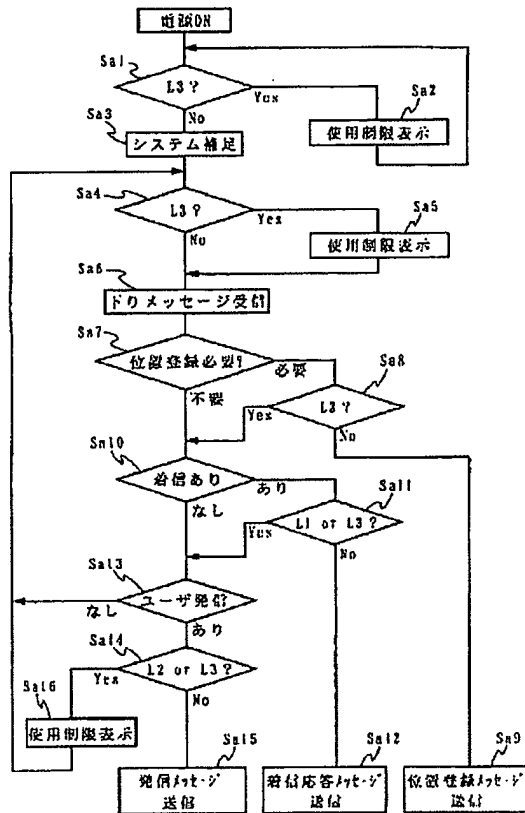 電源ON
Sa1
L3?
Yes
No
Sa2
使用制限表示
Sa3
システム補足
Sa4
L3?
Yes
No
Sa5
使用制限表示
Sa6
下りメッセージ受信
Sa7
位置登録必要?
必要
不要
Sa8
L3?
Yes
No
Sa10
着信あり
あり
なし
Sa11
L1 or L3?
Yes
No
Sa13
ユーザ発信
なし
あり
Sa14
L2 or L3?
Yes
No
Sa16
使用制限表示
Sa15
発信メッセージ
送信
Sa12
着信応答メッセージ
送信
Sa9
位置登録メッセージ
送信